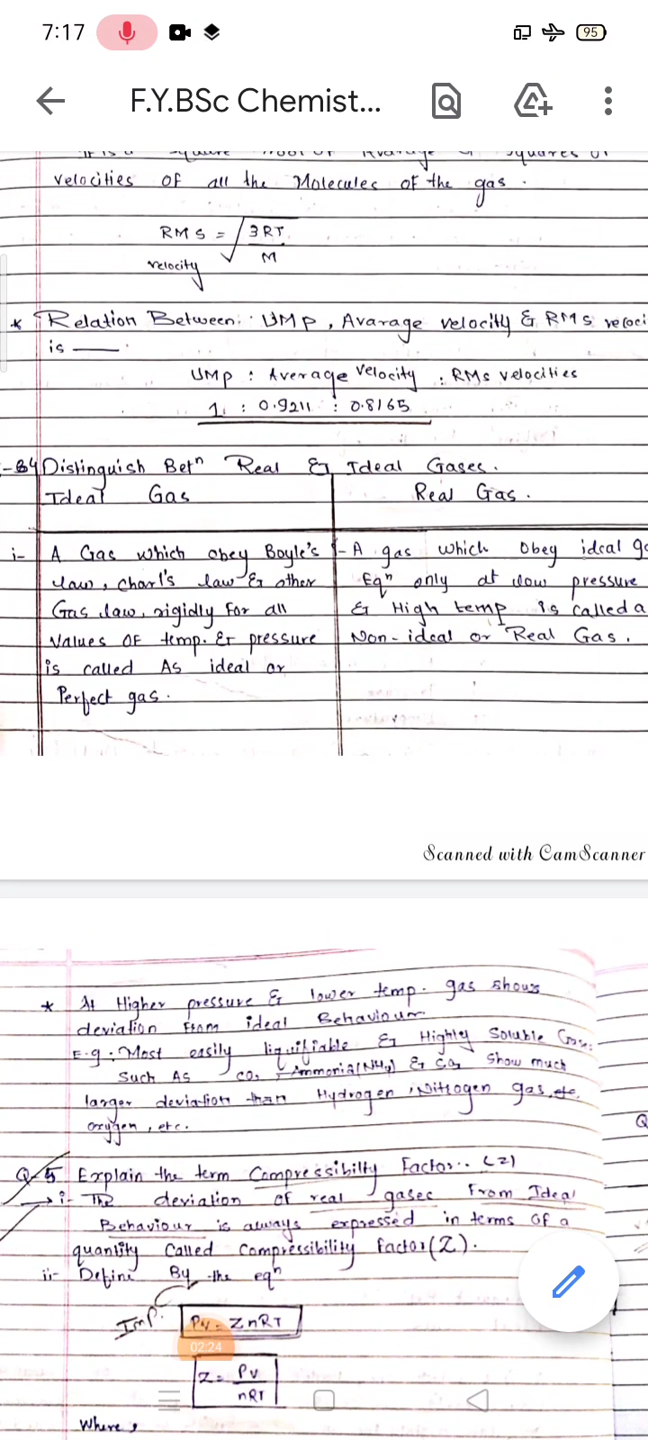 7:17
95
F.Y.BSc Chemist...
velocities of all the Molecules of the gas.
RMS = √3RT/M
velocity
* Relation Between: UMp, Avarage velocity & RMS veloci
is —.
UMp : Average velocity : RMs velocities
1 : 0.9211 : 0.8165
Distinguish Betn Real & Ideal Gases.
Ideal Gas
Real Gas.
i- A Gas which obey Boyle's
law, charl's law & other
Gas law, rigidly For all
values OF temp. & pressure
is called As ideal or
Perfect gas.
- A gas which obey ideal ga
Eqn only at low pressure
& High temp is called a
Non-ideal or Real Gas.
Scanned with CamScanner
* At Higher pressure & lower temp. gas shows
deviation From ideal Behaviour
E.g: Most easily liquifiable & Highly Soluble
Such As CO2, Ammonia & CO2 show much
larger deviation than Hydrogen, Nitrogen gas, etc.
oxygen, etc.
Q-5 Explain the term Compressibilty Factor.. (Z)
→ i- The deviation of real gases From Ideal
Behaviour is always expressed in terms of a
quantity called Compressibility Factor (Z).
ii- Define By the eqn
Imp. PV = ZnRT
02:24
Z = PV/nRT
Where,